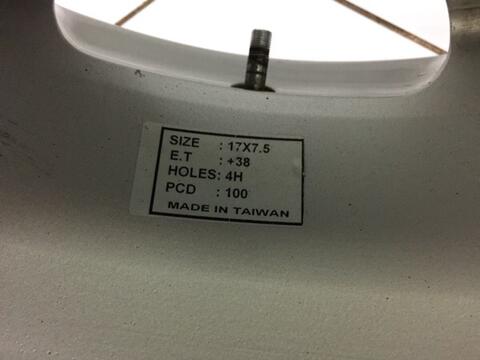 SIZE : 17X7.5
E.T : +38
HOLES: 4H
PCD : 100
MADE IN TAIWAN